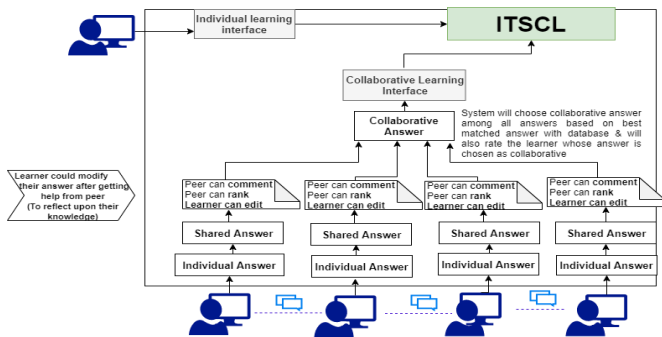 Individual learning
interface
ITSCL
Collaborative Learning
Interface
Collaborative
Answer
System will choose collaborative answer
among all answers based on best
matched answer with database & will
also rate the learner whose answer is
chosen as collaborative
Learner could modify
their answer after getting
help from peer
(To reflect upon their
knowledge)
Peer can comment
Peer can rank
Learner can edit
Peer can comment
Peer can rank
Learner can edit
Peer can comment
Peer can rank
Learner can edit
Peer can comment
Peer can rank
Learner can edit
Shared Answer
Shared Answer
Shared Answer
Shared Answer
Individual Answer
Individual Answer
Individual Answer
Individual Answer